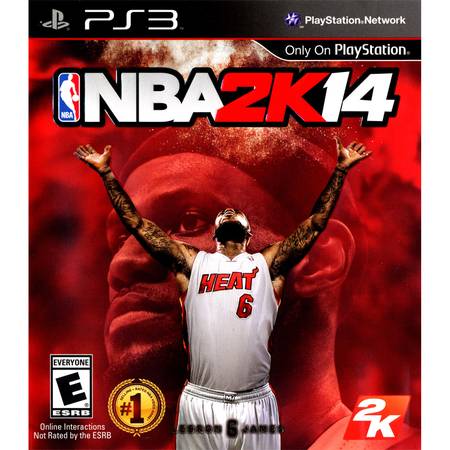 PS3
PlayStation®Network
Only On PlayStation®
NBA
NBA2K14
HEAT
6
EVERYONE
E
ESRB
Online Interactions
Not Rated by the ESRB
#1
LEBRON 6 JAMES
2K